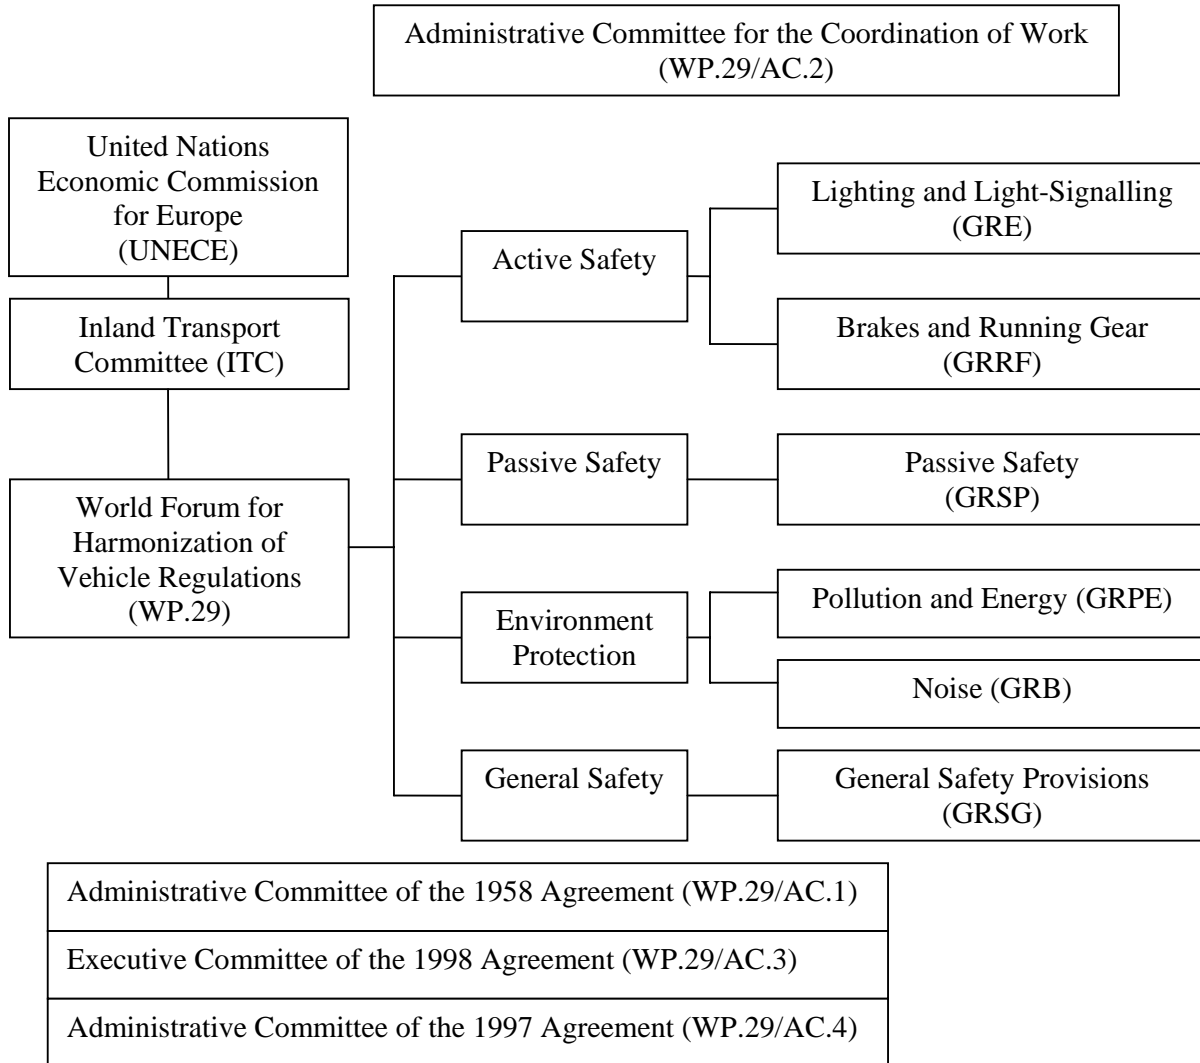 Administrative Committee for the Coordination of Work
(WP.29/AC.2)
United Nations
Economic Commission
for Europe
(UNECE)
Inland Transport
Committee (ITC)
World Forum for
Harmonization of
Vehicle Regulations
(WP.29)
Active Safety
Lighting and Light-Signalling
(GRE)
Brakes and Running Gear
(GRRF)
Passive Safety
Passive Safety
(GRSP)
Environment
Protection
Pollution and Energy (GRPE)
Noise (GRB)
General Safety
General Safety Provisions
(GRSG)
Administrative Committee of the 1958 Agreement (WP.29/AC.1)
Executive Committee of the 1998 Agreement (WP.29/AC.3)
Administrative Committee of the 1997 Agreement (WP.29/AC.4)